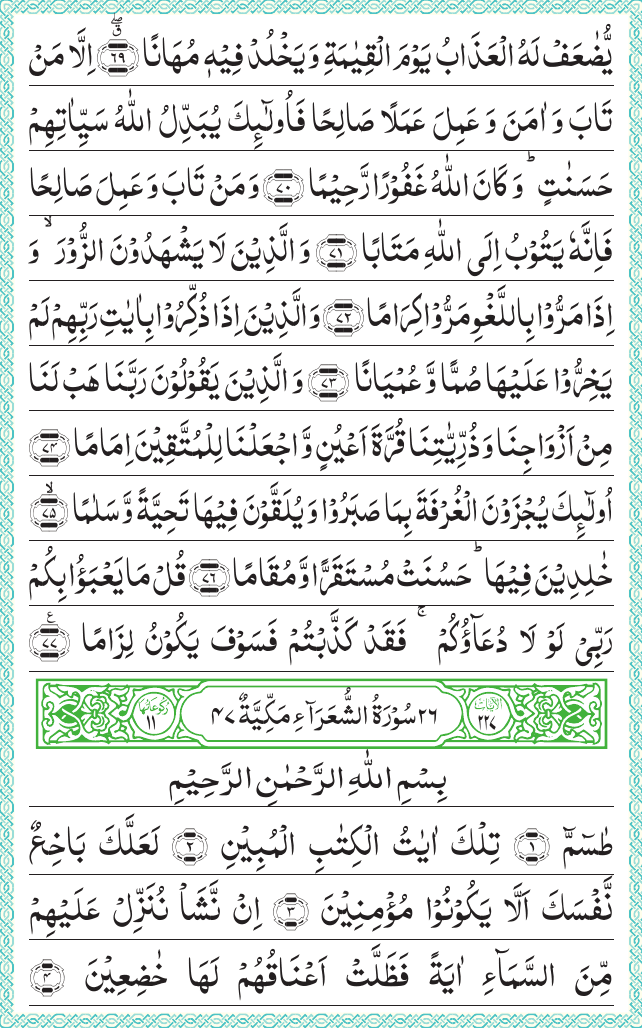 يُّضٰعَفْ لَهُ الْعَذَابُ يَوْمَ الْقِيٰمَةِ وَيَخْلُدْ فِيْهٖ مُهَانًا ۖۗ ﴿٦٩﴾ اِلَّا مَنْ
تَابَ وَ اٰمَنَ وَ عَمِلَ عَمَلًا صَالِحًا فَاُولٰٓئِكَ يُبَدِّلُ اللّٰهُ سَيِّاٰتِهِمْ
حَسَنٰتٍ ؕ وَ كَانَ اللّٰهُ غَفُوْرًا رَّحِيْمًا ﴿٧٠﴾ وَ مَنْ تَابَ وَ عَمِلَ صَالِحًا
فَاِنَّهٗ يَتُوْبُ اِلَى اللّٰهِ مَتَابًا ﴿٧١﴾ وَ الَّذِيْنَ لَا يَشْهَدُوْنَ الزُّوْرَ ۙ وَ
اِذَا مَرُّوْا بِاللَّغْوِ مَرُّوْا كِرَامًا ﴿٧٢﴾ وَ الَّذِيْنَ اِذَا ذُكِّرُوْا بِاٰيٰتِ رَبِّهِمْ لَمْ
يَخِرُّوْا عَلَيْهَا صُمًّا وَّ عُمْيَانًا ﴿٧٣﴾ وَ الَّذِيْنَ يَقُوْلُوْنَ رَبَّنَا هَبْ لَنَا
مِنْ اَزْوَاجِنَا وَ ذُرِّيّٰتِنَا قُرَّةَ اَعْيُنٍ وَّ اجْعَلْنَا لِلْمُتَّقِيْنَ اِمَامًا ﴿٧٤﴾
اُولٰٓئِكَ يُجْزَوْنَ الْغُرْفَةَ بِمَا صَبَرُوْا وَ يُلَقَّوْنَ فِيْهَا تَحِيَّةً وَّ سَلٰمًا ۙ ﴿٧٥﴾
خٰلِدِيْنَ فِيْهَا ؕ حَسُنَتْ مُسْتَقَرًّا وَّ مُقَامًا ﴿٧٦﴾ قُلْ مَا يَعْبَؤُا بِكُمْ
رَبِّيْ لَوْ لَا دُعَآؤُكُمْ ۚ فَقَدْ كَذَّبْتُمْ فَسَوْفَ يَكُوْنُ لِزَامًا ع ﴿٧٧﴾
الآياتها ٢٢٧ ٢٦ سُوْرَةُ الشُّعَرَآءِ مَكِّيَّةٌ ٤٧ ركوعاتها ١١
بِسْمِ اللّٰهِ الرَّحْمٰنِ الرَّحِيْمِ
طٰسٓمّٓ ﴿١﴾ تِلْكَ اٰيٰتُ الْكِتٰبِ الْمُبِيْنِ ﴿٢﴾ لَعَلَّكَ بَاخِعٌ
نَّفْسَكَ اَلَّا يَكُوْنُوْا مُؤْمِنِيْنَ ﴿٣﴾ اِنْ نَّشَاْ نُنَزِّلْ عَلَيْهِمْ
مِّنَ السَّمَآءِ اٰيَةً فَظَلَّتْ اَعْنَاقُهُمْ لَهَا خٰضِعِيْنَ ﴿٤﴾